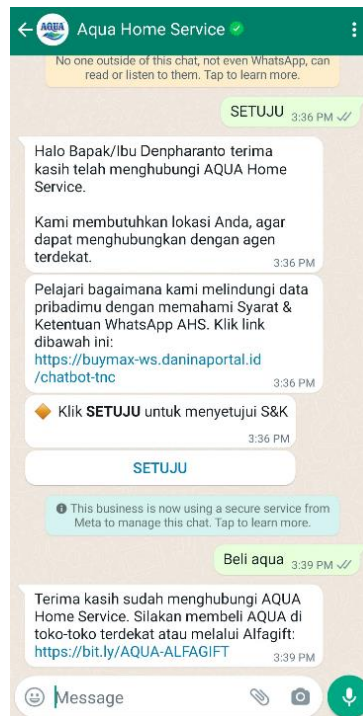 AQUA
Aqua Home Service
No one outside of this chat, not even WhatsApp, can
read or listen to them. Tap to learn more.
SETUJU 3:36 PM
Halo Bapak/Ibu Denpharanto terima
kasih telah menghubungi AQUA Home
Service.
Kami membutuhkan lokasi Anda, agar
dapat menghubungkan dengan agen
terdekat.
3:36 PM
Pelajari bagaimana kami melindungi data
pribadimu dengan memahami Syarat &
Ketentuan WhatsApp AHS. Klik link
dibawah ini:
https://buymax-ws.daninaportal.id
/chatbot-tnc
3:36 PM
Klik SETUJU untuk menyetujui S&K
3:36 PM
SETUJU
This business is now using a secure service from
Meta to manage this chat. Tap to learn more.
Beli aqua 3:39 PM
Terima kasih sudah menghubungi AQUA
Home Service. Silakan membeli AQUA di
toko-toko terdekat atau melalui Alfagift:
https://bit.ly/AQUA-ALFAGIFT
3:39 PM
Message